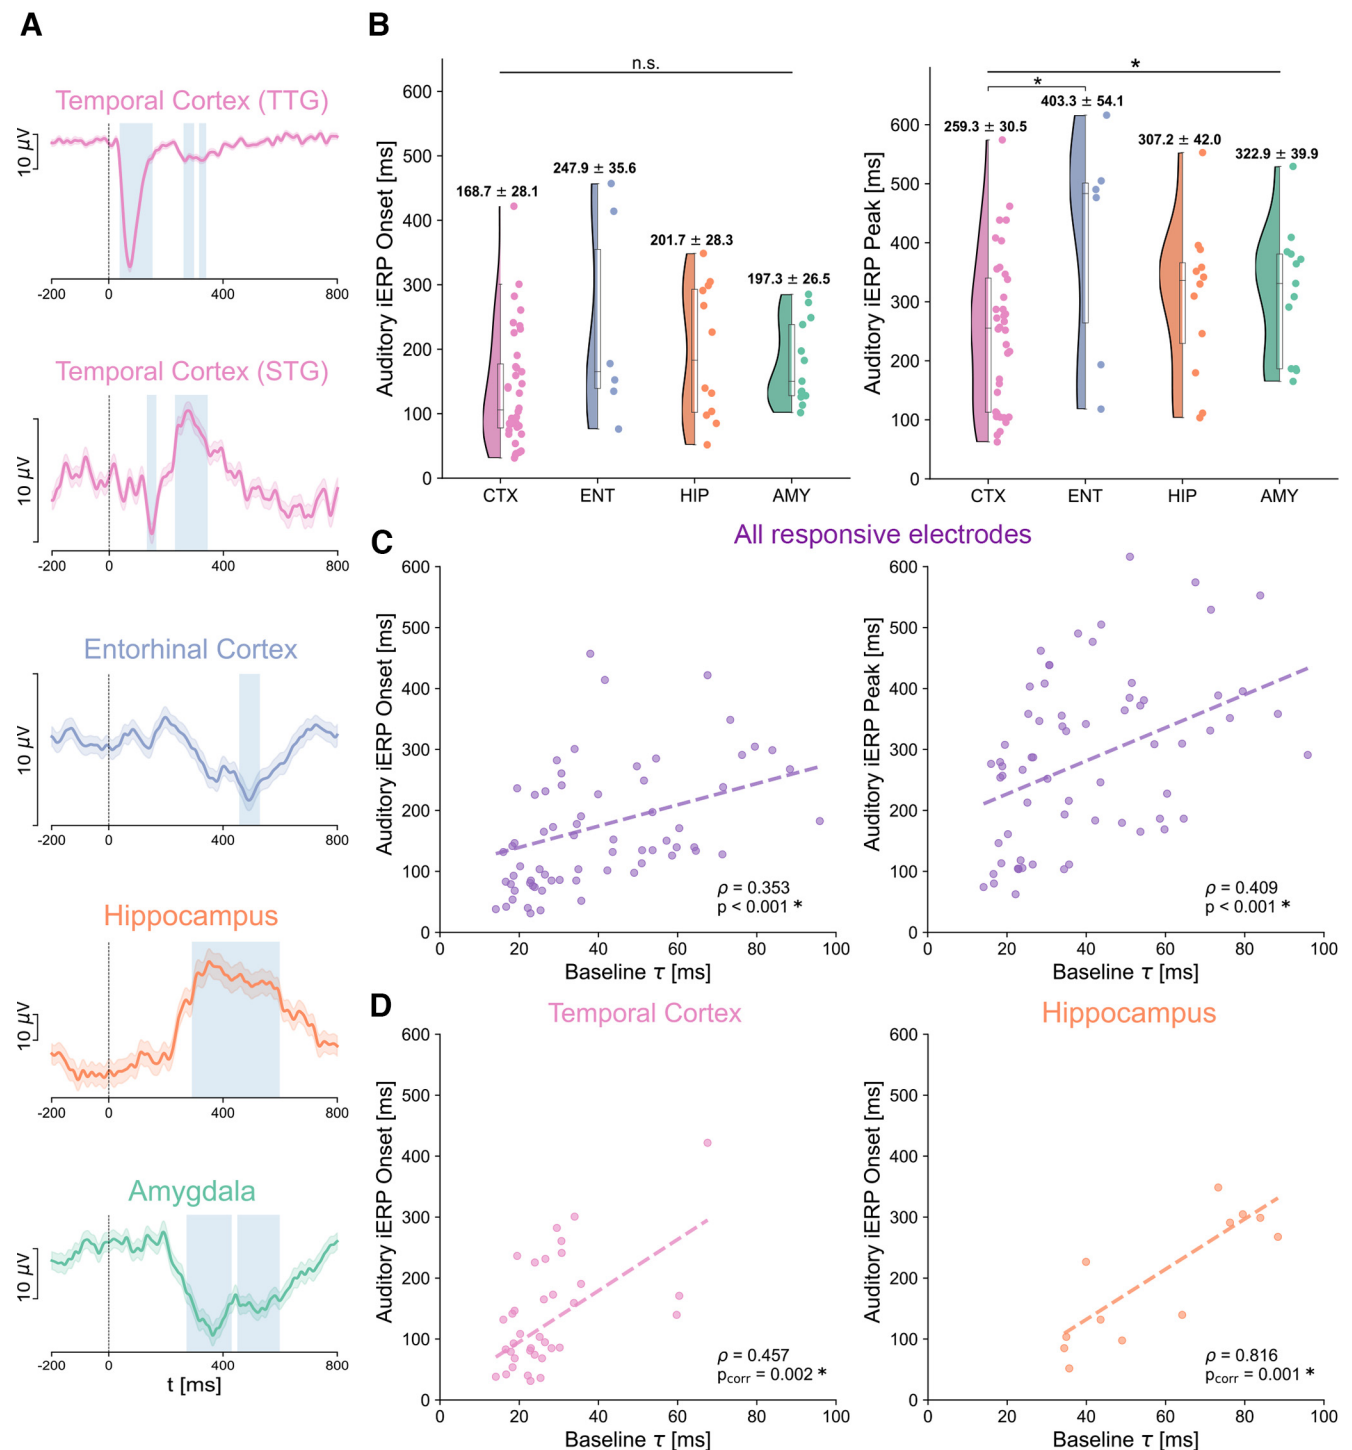 A
Temporal Cortex (TTG)
10 µV
-200 0 400 800
Temporal Cortex (STG)
10 µV
-200 0 400 800
Entorhinal Cortex
10 µV
-200 0 400 800
Hippocampus
10 µV
-200 0 400 800
Amygdala
10 µV
-200 0 400 800
t [ms]
B
Auditory iERP Onset [ms]
600
500
400
300
200
100
0
n.s.
168.7 ± 28.1
247.9 ± 35.6
201.7 ± 28.3
197.3 ± 26.5
CTX ENT HIP AMY
Auditory iERP Peak [ms]
600
500
400
300
200
100
0
*
*
259.3 ± 30.5
403.3 ± 54.1
307.2 ± 42.0
322.9 ± 39.9
CTX ENT HIP AMY
C
All responsive electrodes
Auditory iERP Onset [ms]
600
500
400
300
200
100
0
ρ = 0.353
p < 0.001 *
0 20 40 60 80 100
Baseline τ [ms]
Auditory iERP Peak [ms]
600
500
400
300
200
100
0
ρ = 0.409
p < 0.001 *
0 20 40 60 80 100
Baseline τ [ms]
D
Temporal Cortex
Auditory iERP Onset [ms]
600
500
400
300
200
100
0
ρ = 0.457
pcorr = 0.002 *
0 20 40 60 80 100
Baseline τ [ms]
Hippocampus
Auditory iERP Onset [ms]
600
500
400
300
200
100
0
ρ = 0.816
pcorr = 0.001 *
0 20 40 60 80 100
Baseline τ [ms]